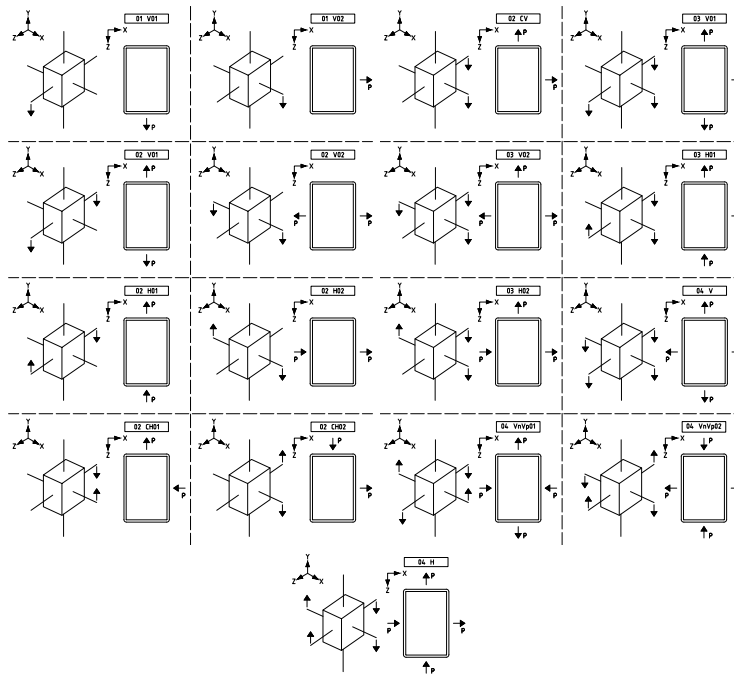 01 V01
Y
Z X
X
Z
P
01 V02
Y
Z X
X
Z
P
02 CV
Y
Z X
X
Z
P
P
03 V01
Y
Z X
X
Z
P
P
02 V01
Y
Z X
X
Z
P
P
02 V02
Y
Z X
X
Z
P P
03 V02
Y
Z X
X
Z
P
P P
03 H01
Y
Z X
X
Z
P
P
02 H01
Y
Z X
X
Z
P
P
02 H02
Y
Z X
X
Z
P P
03 H02
Y
Z X
X
Z
P
P P
04 V
Y
Z X
X
Z
P
P
P
02 CH01
Y
Z X
X
Z
P
P
02 CH02
Y
Z X
X
Z
P
P
04 VnVp01
Y
Z X
X
Z
P
P P
P
04 VnVp02
Y
Z X
X
Z
P
P
P
04 H
Y
Z X
X
Z
P
P P
P